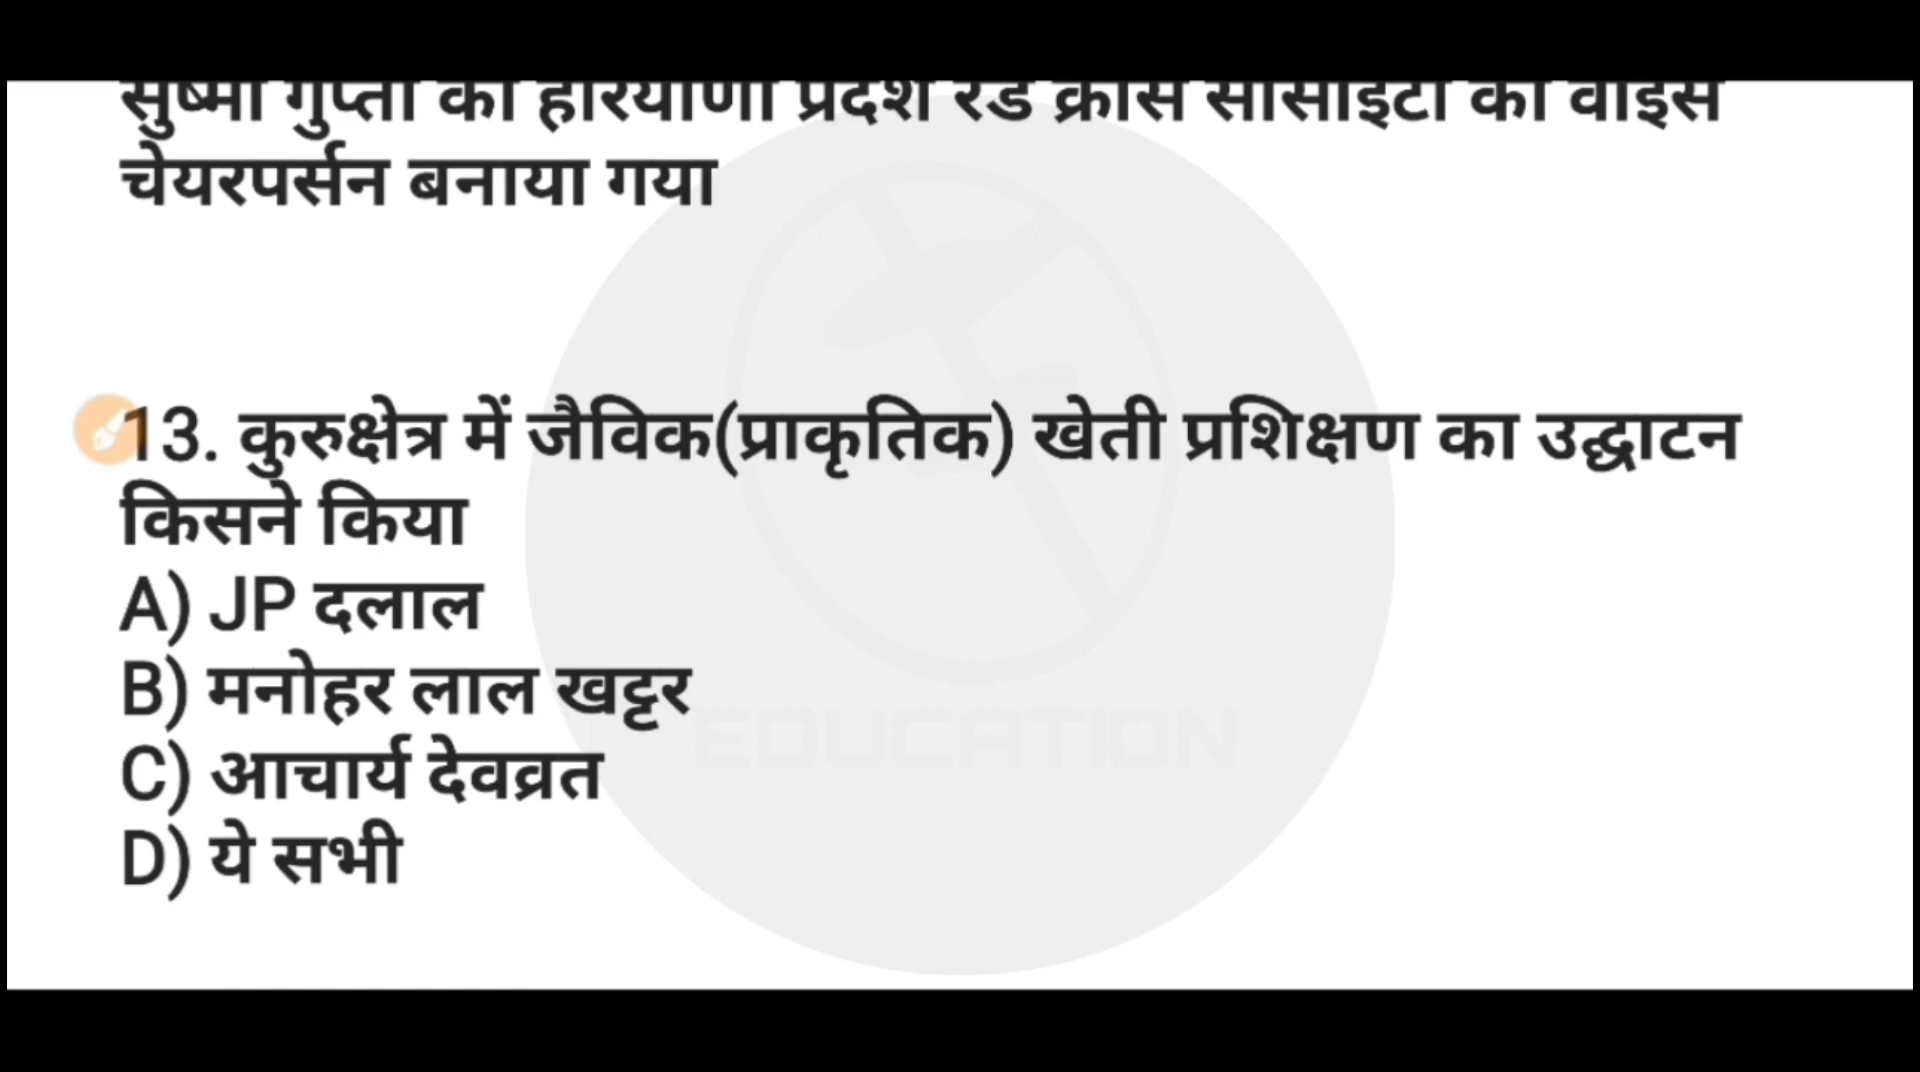 सुष्मा गुप्ता को हरियाणा प्रदेश रेड क्रॉस सोसाइटी का वाइस
चेयरपर्सन बनाया गया
13. कुरुक्षेत्र में जैविक(प्राकृतिक) खेती प्रशिक्षण का उद्घाटन
किसने किया
A) JP दलाल
B) मनोहर लाल खट्टर
C) आचार्य देवव्रत
EDUCATION
D) ये सभी